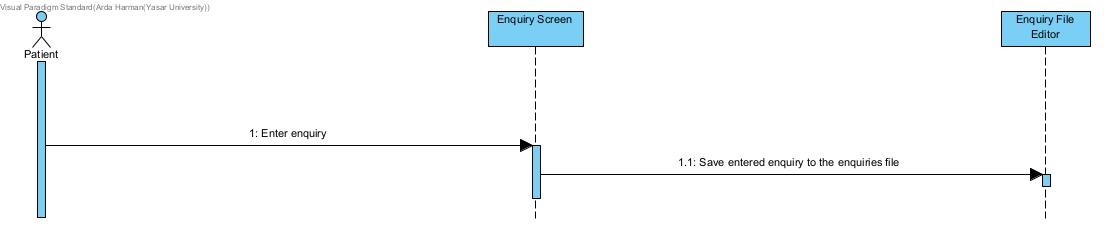 Visual Paradigm Standard(Arda Harman(Yasar University))
Enquiry Screen
Enquiry File
Editor
Patient
1: Enter enquiry
1.1: Save entered enquiry to the enquiries file